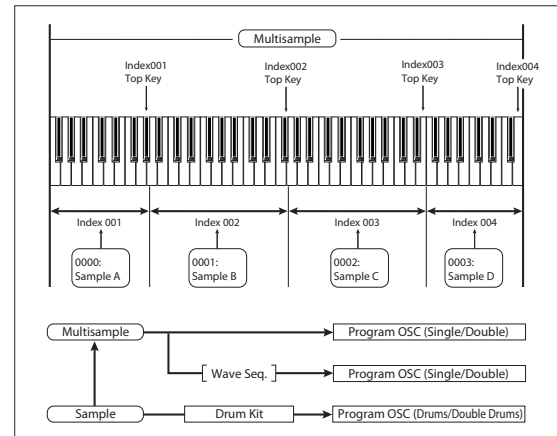 Multisample
Index001 Top Key
Index002 Top Key
Index003 Top Key
Index004 Top Key
Index 001
Index 002
Index 003
Index 004
0000: Sample A
0001: Sample B
0002: Sample C
0003: Sample D
Multisample
Program OSC (Single/Double)
Wave Seq.
Program OSC (Single/Double)
Sample
Drum Kit
Program OSC (Drums/Double Drums)